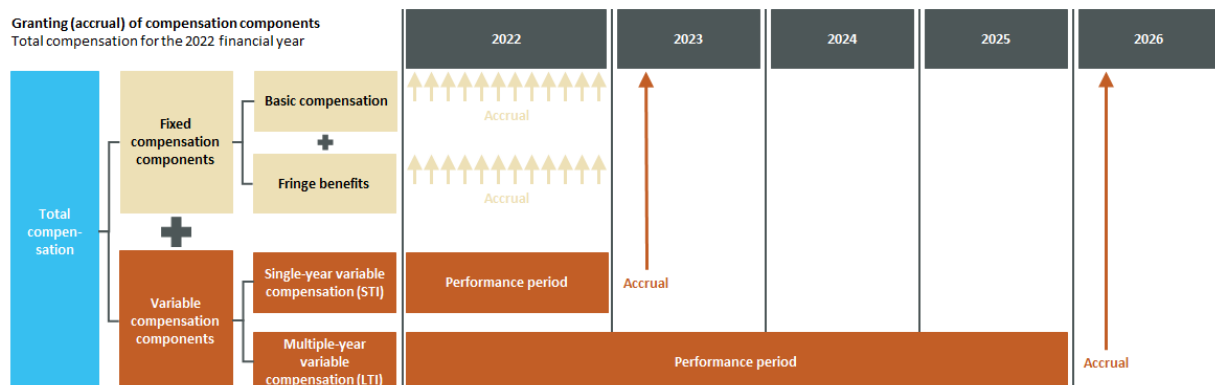 Granting (accrual) of compensation components
Total compensation for the 2022 financial year
2022
2023
2024
2025
2026
Total
compen-
sation
Fixed
compensation
components
Basic compensation
Fringe benefits
Accrual
Accrual
Variable
compensation
components
Single-year variable
compensation (STI)
Performance period
Accrual
Multiple-year
variable
compensation (LTI)
Performance period
Accrual